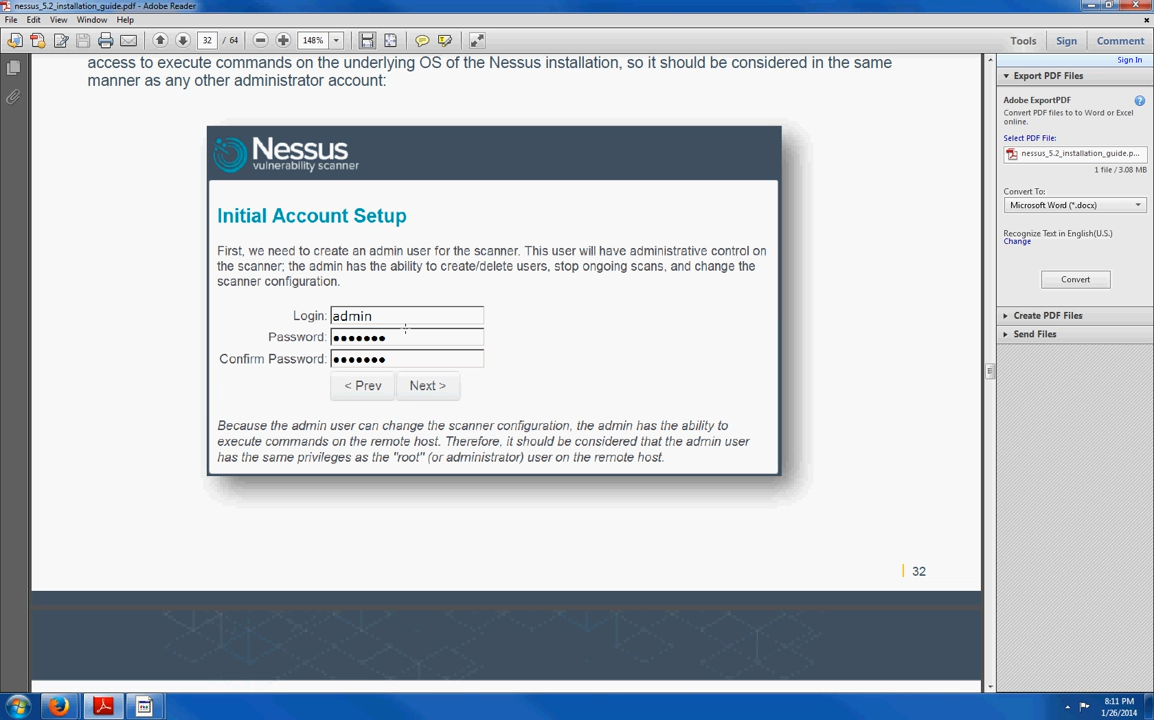 nessus_5.2_installation_guide.pdf - Adobe Reader
File Edit View Window Help
32 / 64 148% Tools Sign Comment
Sign In
access to execute commands on the underlying OS of the Nessus installation, so it should be considered in the same
manner as any other administrator account:
Nessus
vulnerability scanner
Initial Account Setup
First, we need to create an admin user for the scanner. This user will have administrative control on
the scanner; the admin has the ability to create/delete users, stop ongoing scans, and change the
scanner configuration.
Login: admin
Password: •••••••
Confirm Password: •••••••
< Prev Next >
Because the admin user can change the scanner configuration, the admin has the ability to
execute commands on the remote host. Therefore, it should be considered that the admin user
has the same privileges as the "root" (or administrator) user on the remote host.
32
Export PDF Files
Adobe ExportPDF
Convert PDF files to to Word or Excel
online.
Select PDF File:
nessus_5.2_installation_guide.p...
1 file / 3.08 MB
Convert To:
Microsoft Word (*.docx)
Recognize Text in English(U.S.)
Change
Convert
Create PDF Files
Send Files
8:11 PM
1/26/2014